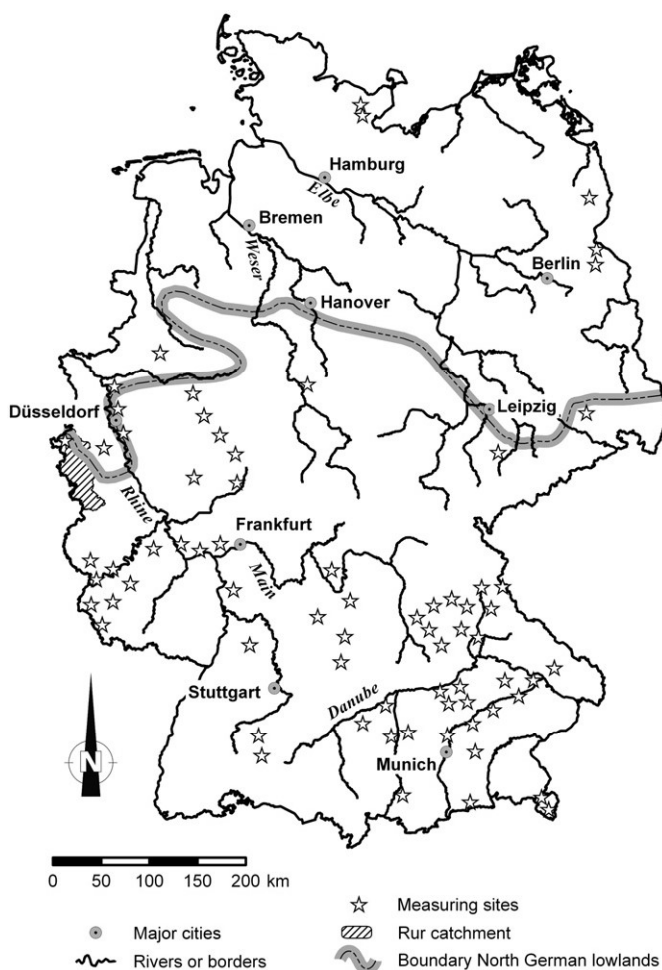 Hamburg
Elbe
Bremen
Weser
Berlin
Hanover
Düsseldorf
Leipzig
Rhine
Frankfurt
Main
Stuttgart
Danube
Munich
N
0 50 100 150 200 km
Major cities
Rivers or borders
Measuring sites
Rur catchment
Boundary North German lowlands